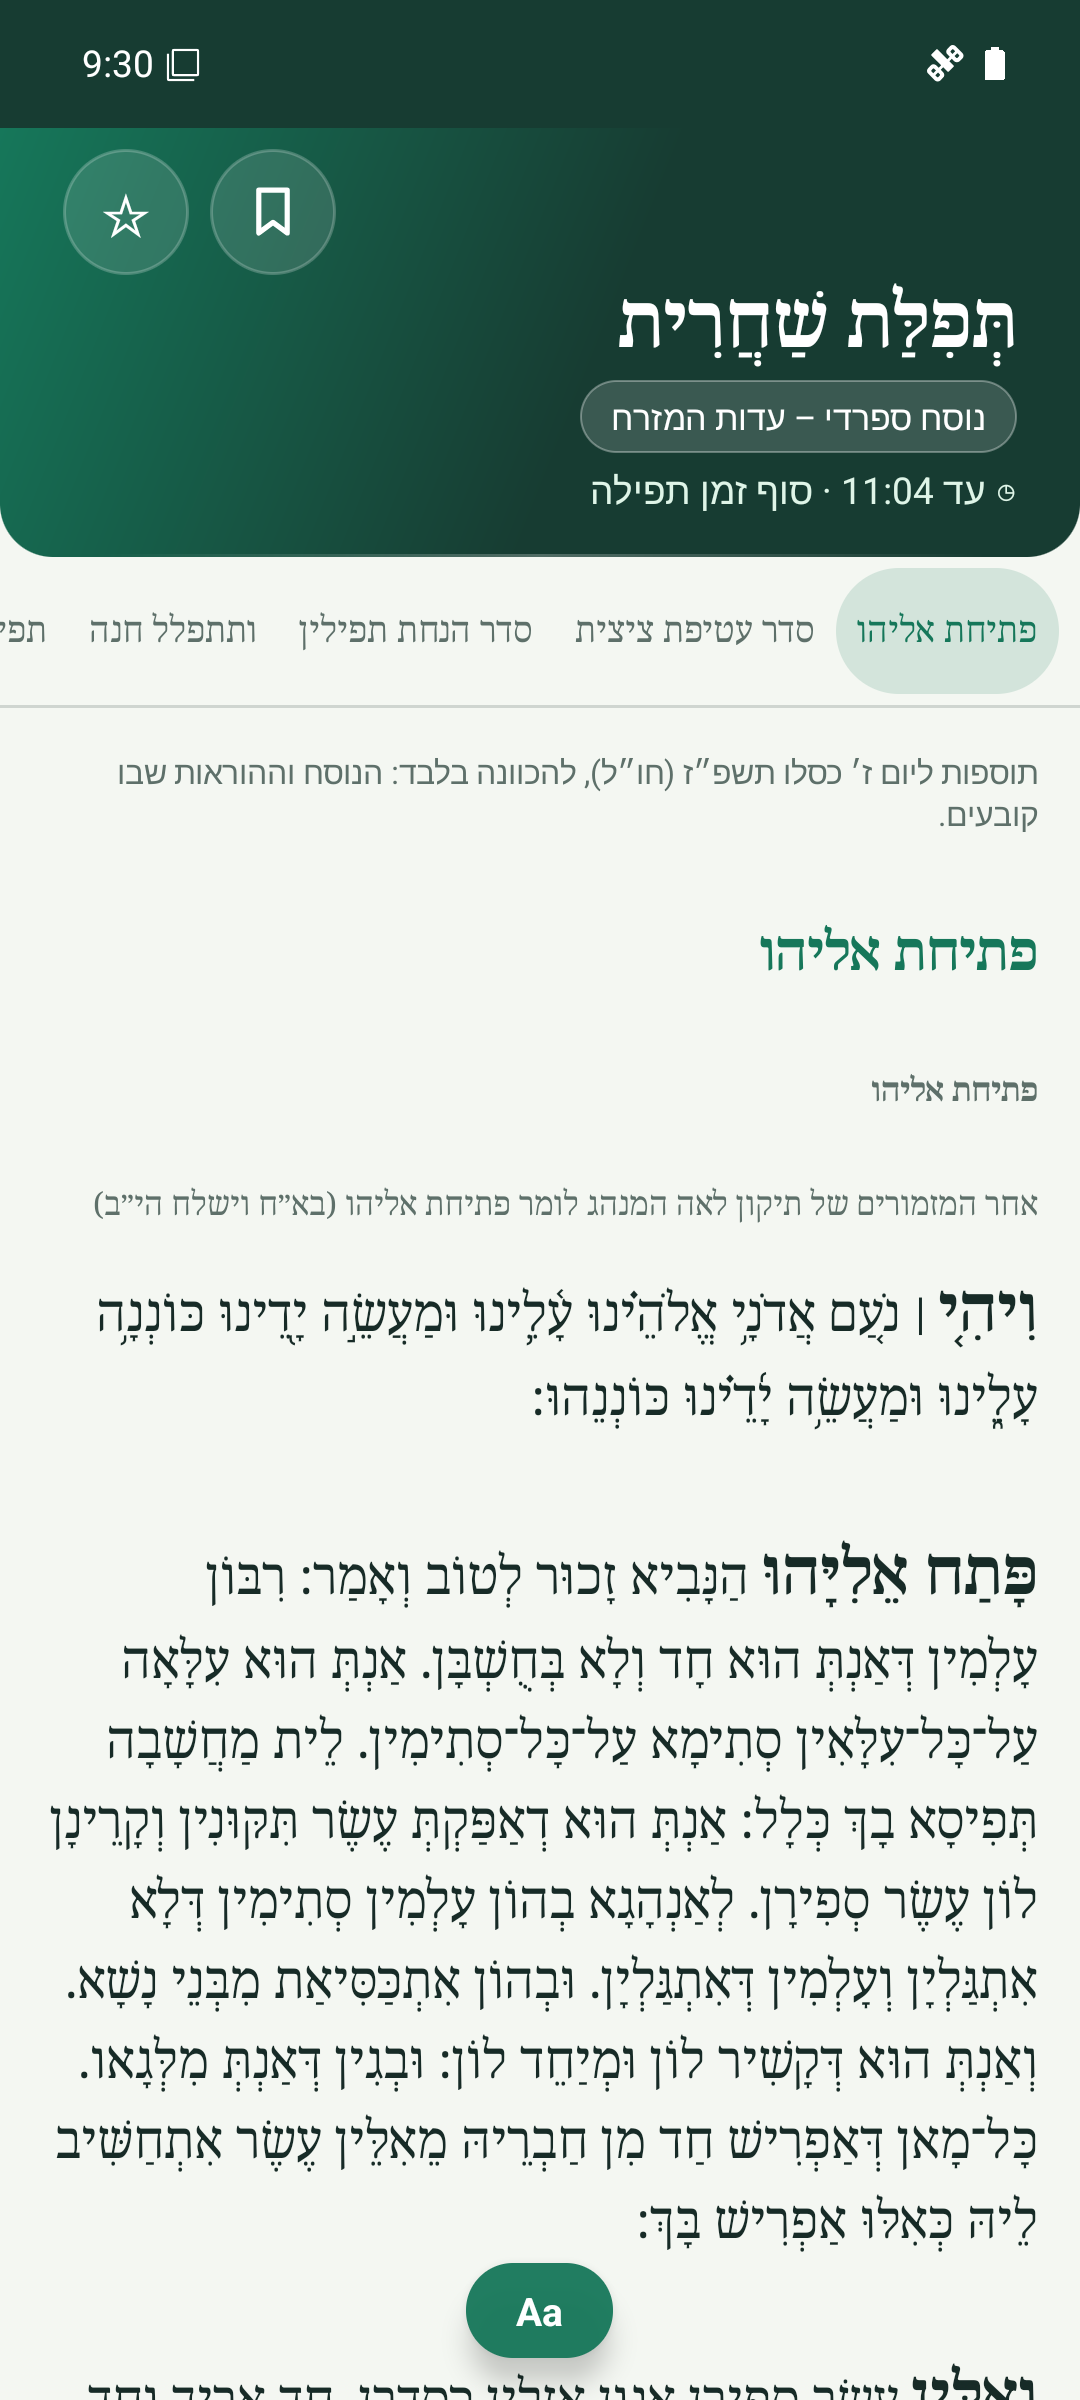 9:30
תְּפִלַּת שַׁחֲרִית
נוסח ספרדי – עדות המזרח
עד 11:04 · סוף זמן תפילה
פתיחת אליהו סדר עטיפת ציצית סדר הנחת תפילין ותתפלל חנה תפי
תוספות ליום ז׳ כסלו תשפ״ז (חו״ל), להכוונה בלבד: הנוסח וההוראות שבו
קובעים.
פתיחת אליהו
פתיחת אליהו
אחר המזמורים של תיקון לאה המנהג לומר פתיחת אליהו (בא״ח וישלח הי״ב)
וִיהִ֤י ׀ נֹ֤עַם אֲדֹנָ֥י אֱלֹהֵ֗ינוּ עָ֫לֵ֥ינוּ וּמַעֲשֵׂ֣ה יָ֭דֵינוּ כּוֹנְנָ֥ה
עָלֵ֑ינוּ וּֽמַעֲשֵׂ֥ה יָ֝דֵ֗ינוּ כּוֹנְנֵֽהוּ׃
פָּתַח אֵלִיָּהוּ הַנָּבִיא זָכוּר לְטוֹב וְאָמַר: רִבּוֹן
עָלְמִין דְּאַנְתְּ הוּא חָד וְלָא בְּחֻשְׁבָּן. אַנְתְּ הוּא עִלָּאָה
עַל־כָּל־עִלָּאִין סְתִימָא עַל־כָּל־סְתִימִין. לֵית מַחֲשָׁבָה
תְּפִיסָא בָךְ כְּלָל: אַנְתְּ הוּא דְאַפַּקְתְּ עֶשֶׂר תִּקּוּנִין וְקָרֵינָן
לוֹן עֶשֶׂר סְפִירָן. לְאַנְהָגָא בְהוֹן עָלְמִין סְתִימִין דְּלָא
אִתְגַּלְיָן וְעָלְמִין דְּאִתְגַּלְיָן. וּבְהוֹן אִתְכַּסִּיאַת מִבְּנֵי נָשָׁא.
וְאַנְתְּ הוּא דְּקָשִׁיר לוֹן וּמְיַחֵד לוֹן: וּבְגִין דְּאַנְתְּ מִלְּגָאו.
כָּל־מָאן דְּאַפְרִישׁ חַד מִן חַבְרֵיהּ מֵאִלֵּין עֶשֶׂר אִתְחַשִּׁיב
לֵיהּ כְּאִלּוּ אַפְרִישׁ בָּךְ:
Aa